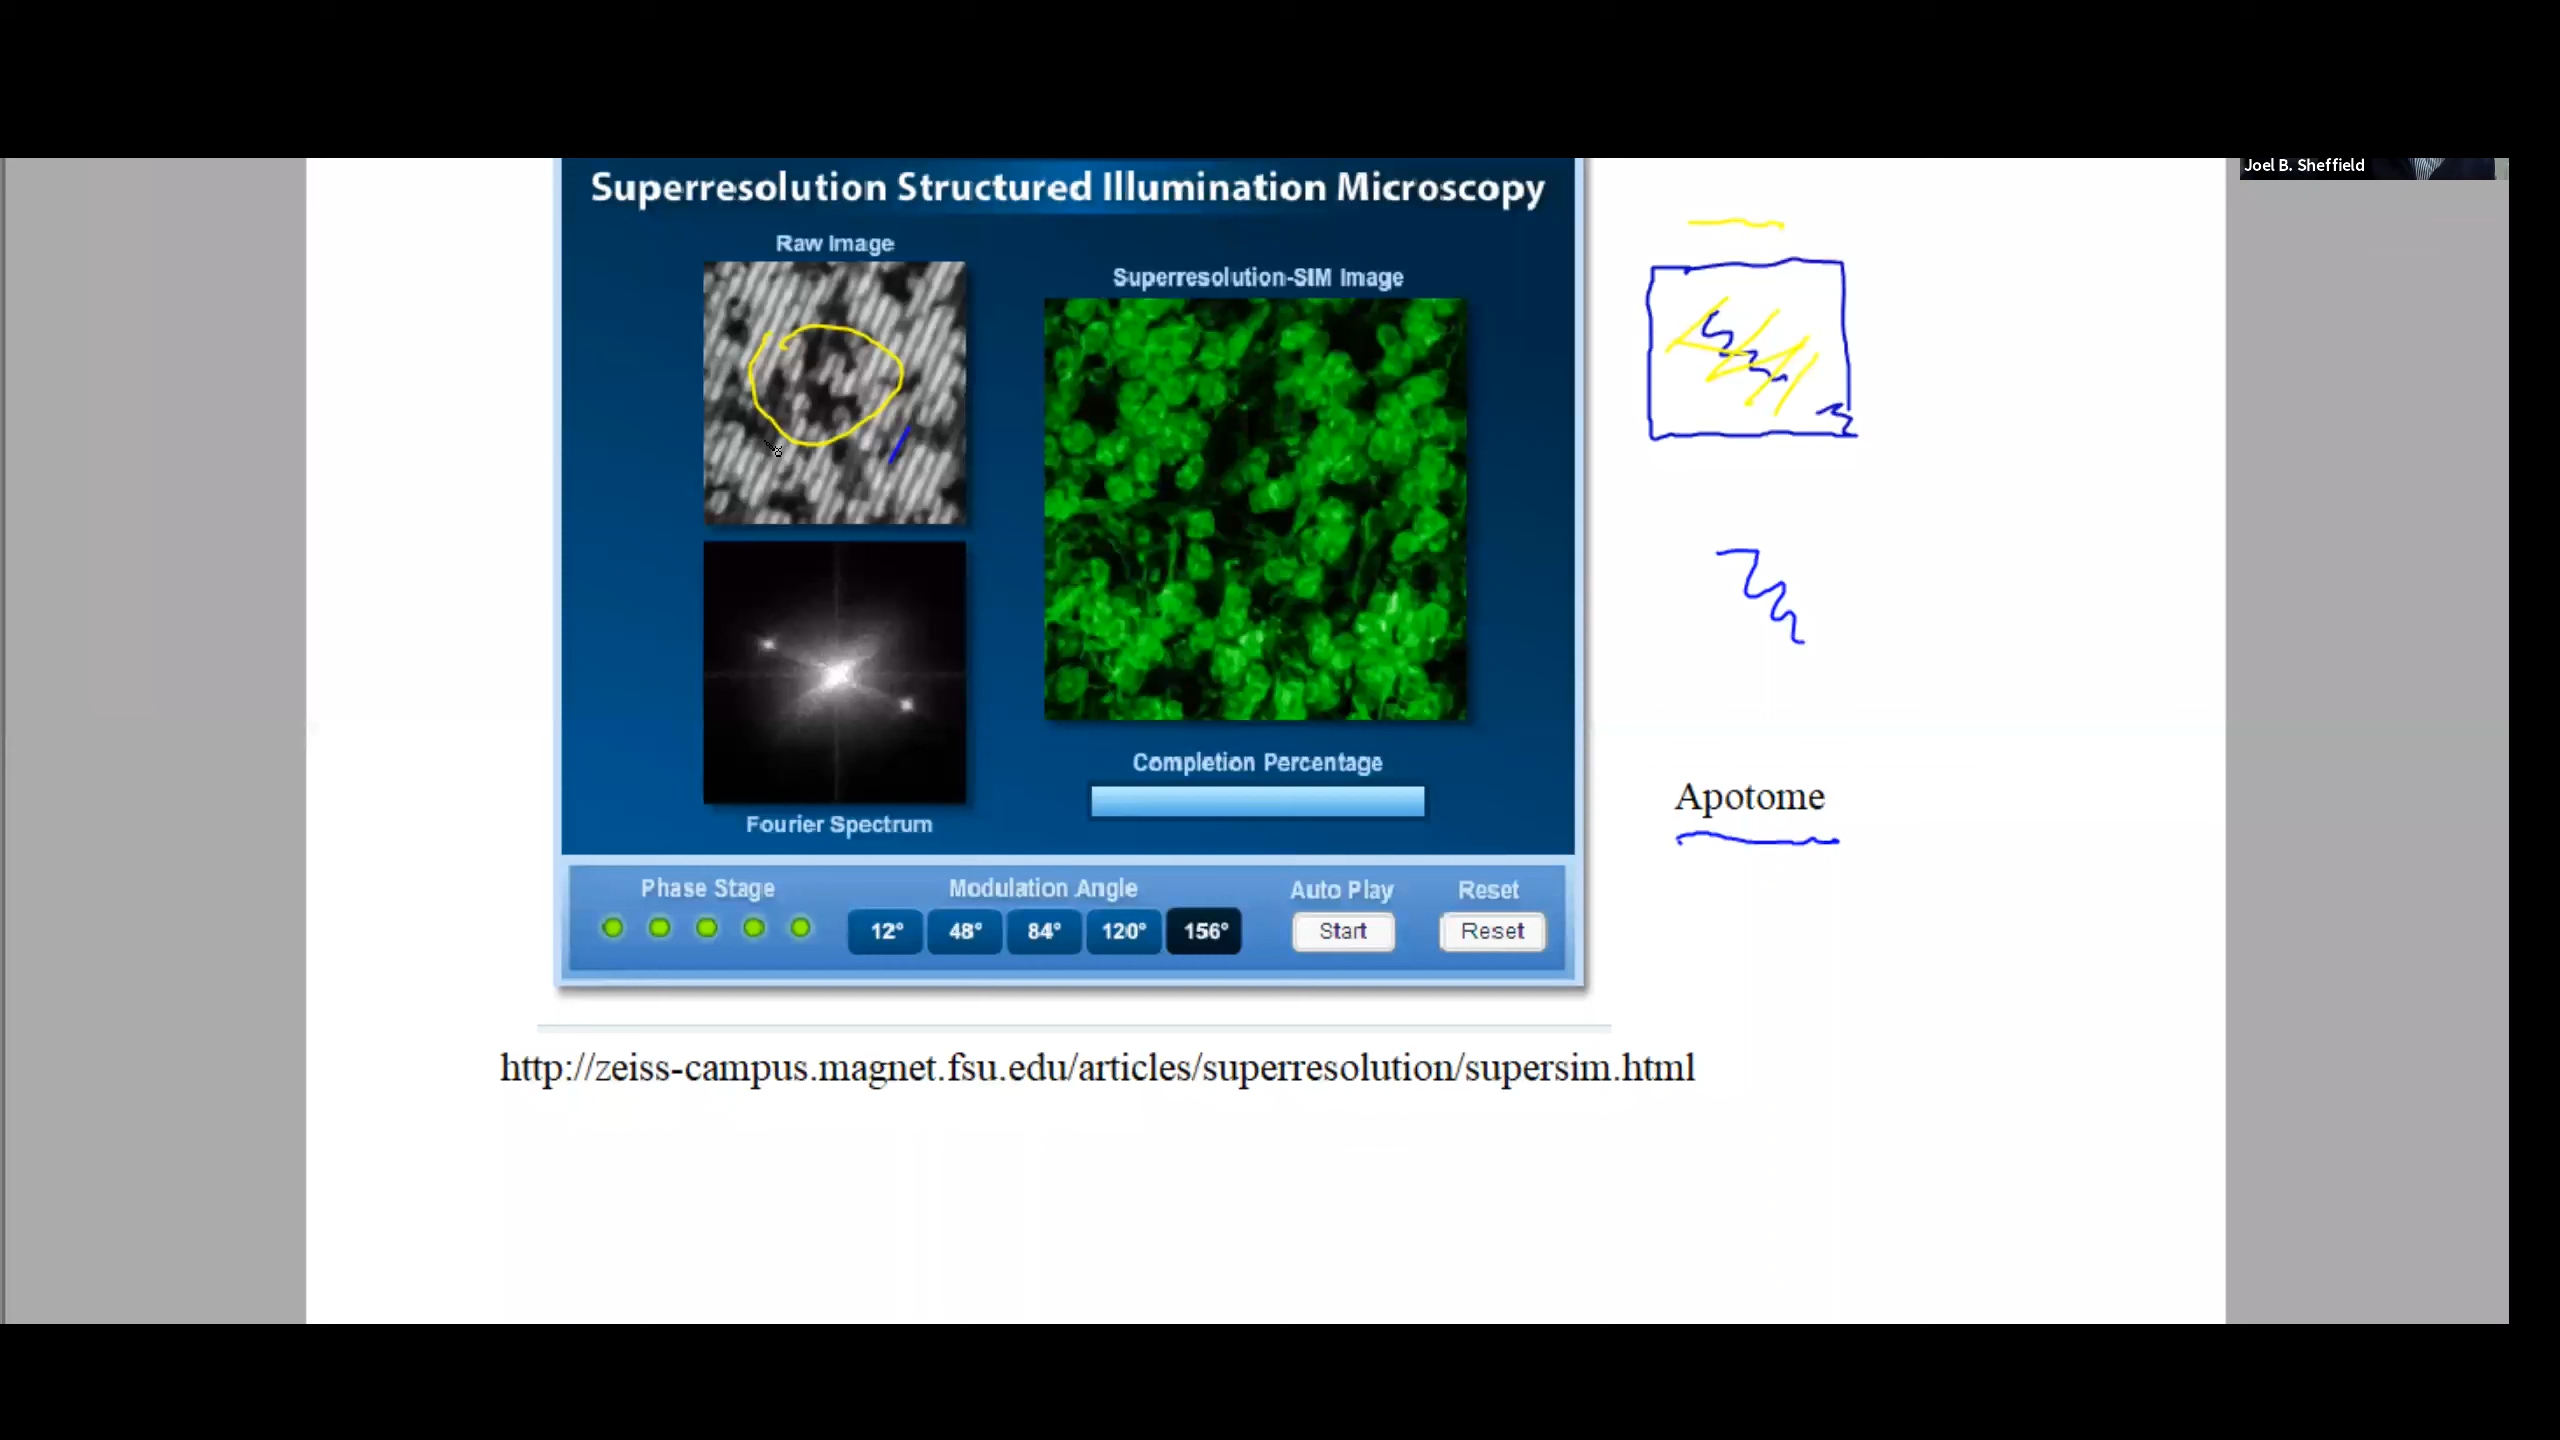 Joel B. Sheffield
Superresolution Structured Illumination Microscopy
Raw Image
Superresolution-SIM Image
Fourier Spectrum
Completion Percentage
Apotome
Phase Stage
Modulation Angle
Auto Play
Reset
12° 48° 84° 120° 156°
Start
Reset
http://zeiss-campus.magnet.fsu.edu/articles/superresolution/supersim.html